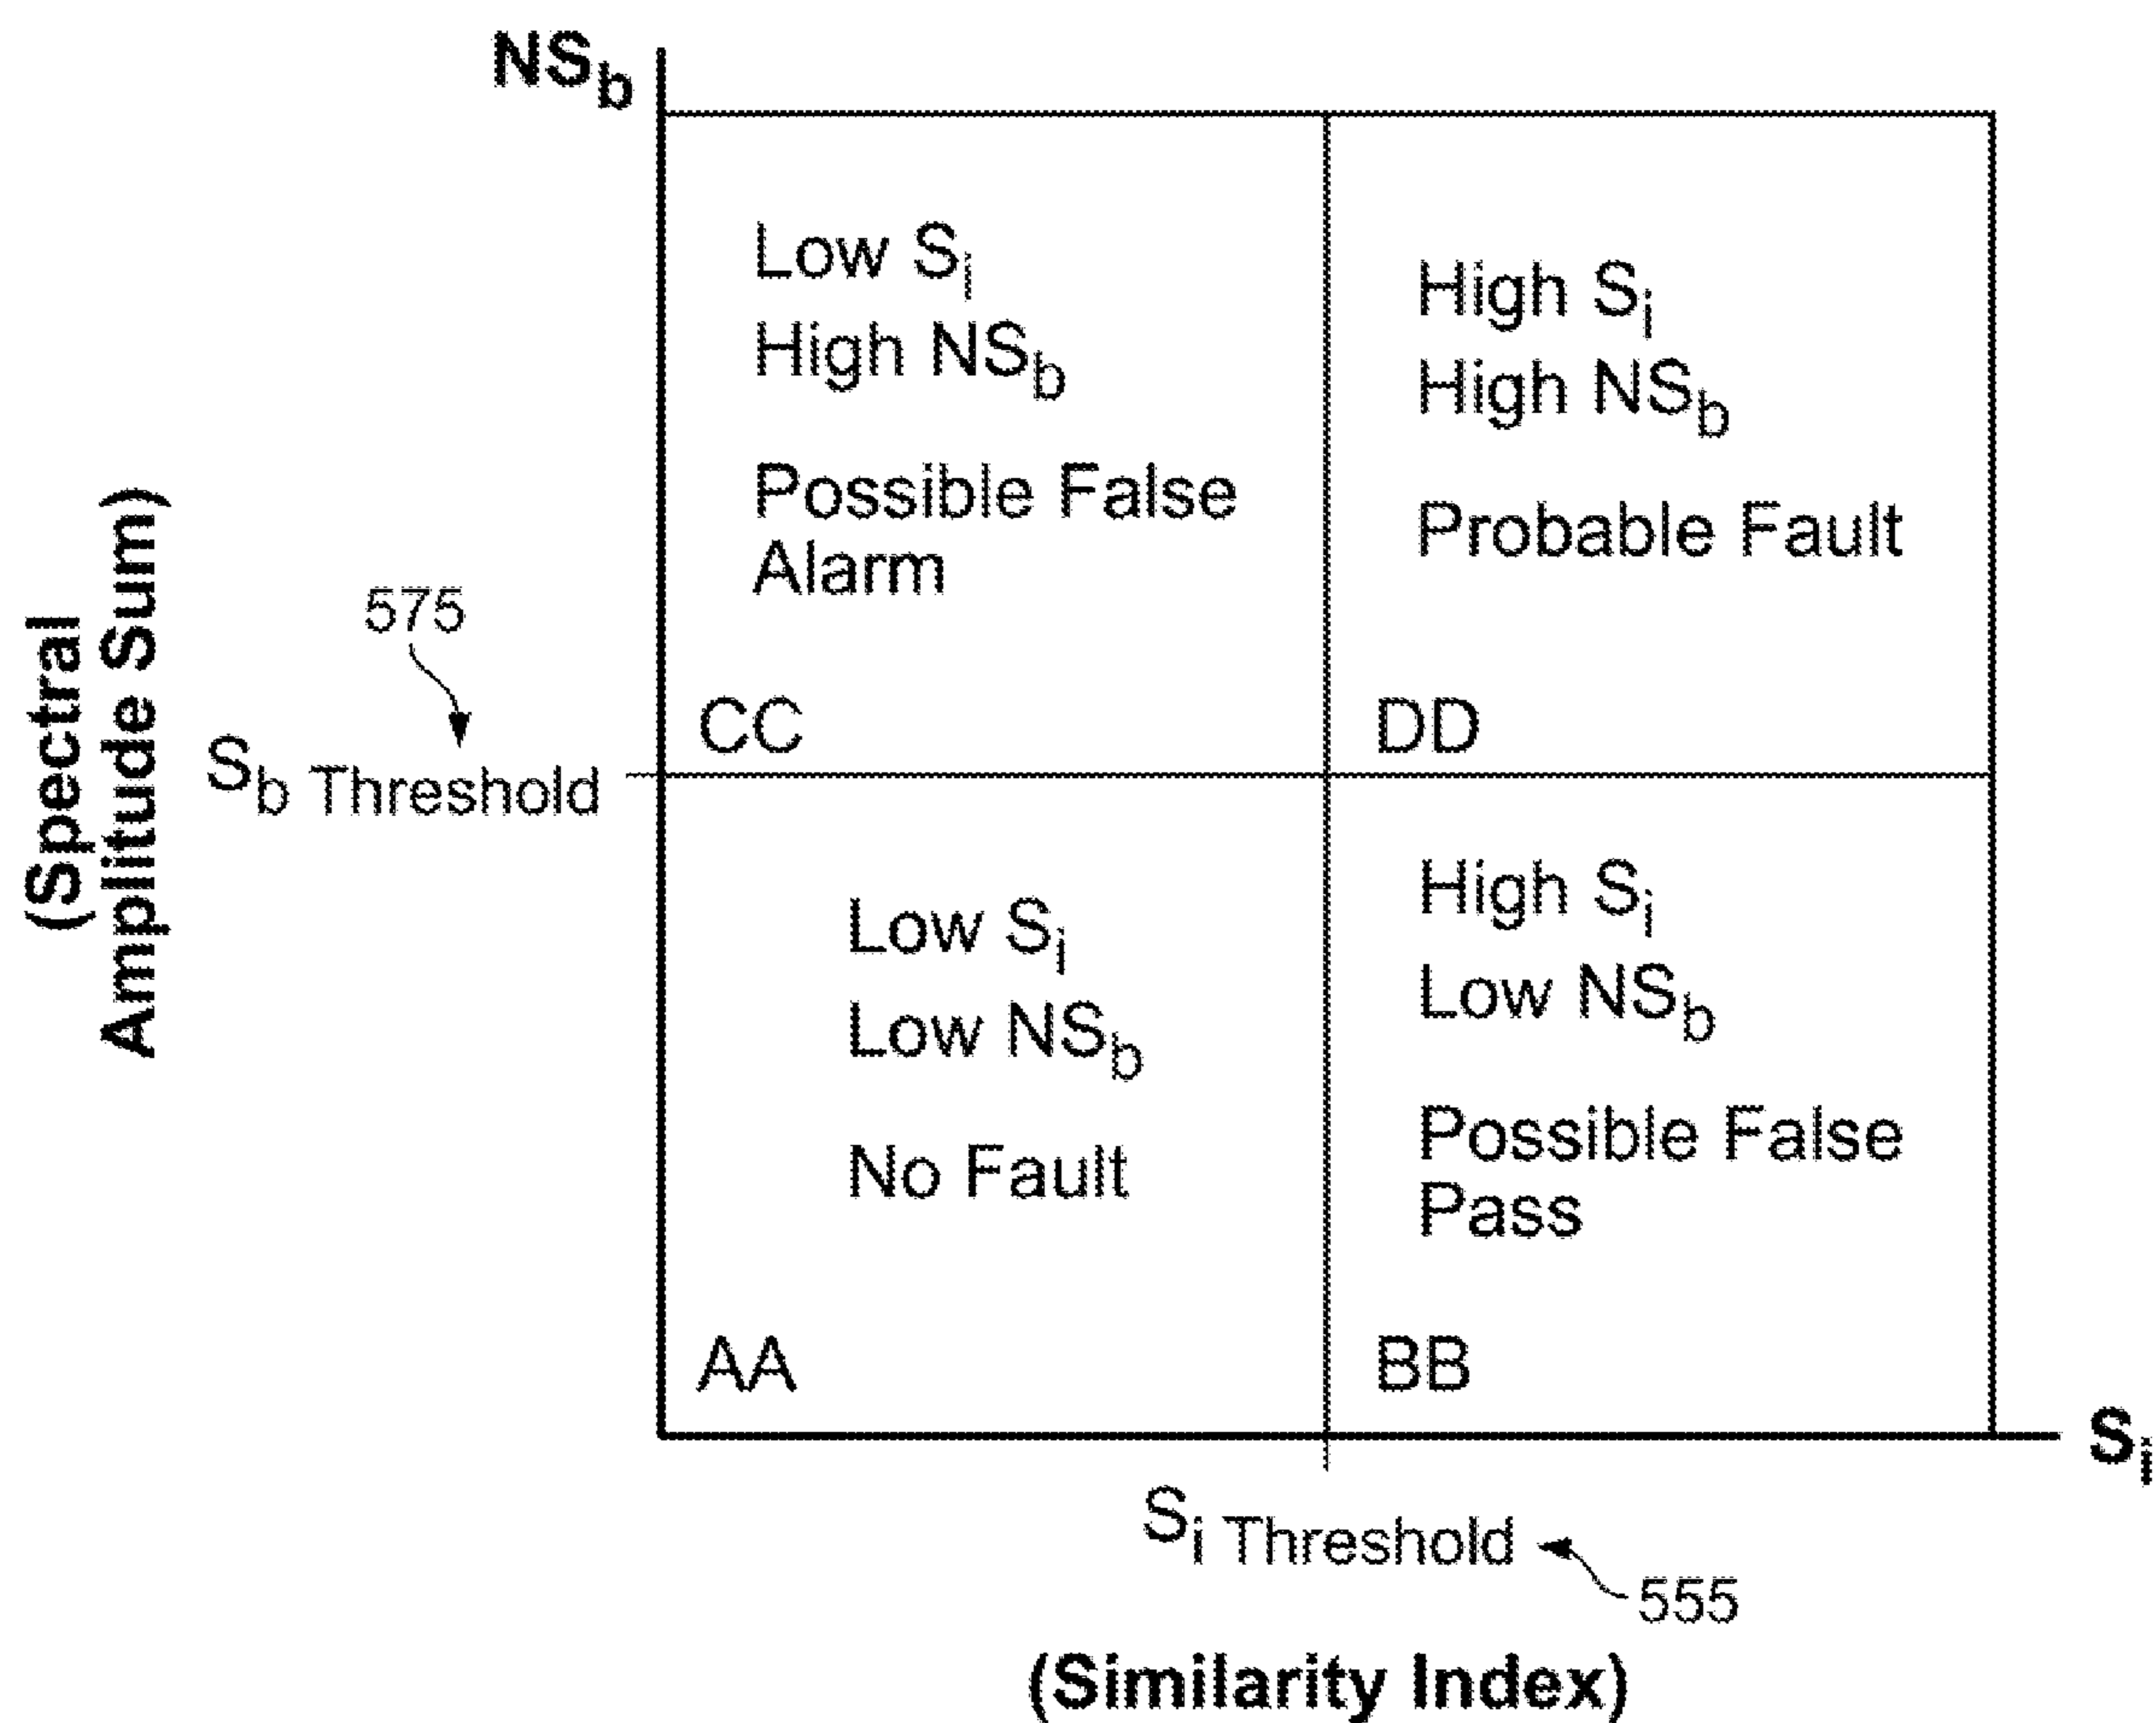 NSb
Low Si
High NSb
Possible False
Alarm
CC
High Si
High NSb
Probable Fault
DD
(Spectral
Amplitude Sum)
575
Sb Threshold
Low Si
Low NSb
No Fault
AA
High Si
Low NSb
Possible False
Pass
BB
Si
Si Threshold
555
(Similarity Index)